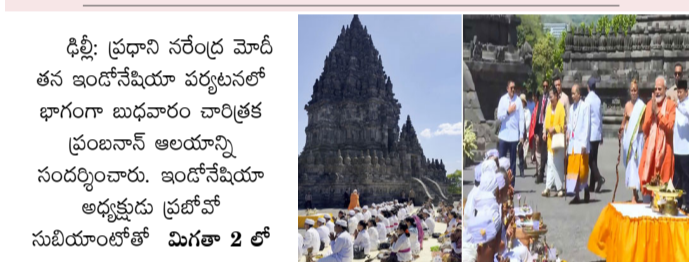 ఢిల్లీ: ప్రధాని నరేంద్ర మోదీ
తన ఇండోనేషియా పర్యటనలో
భాగంగా బుధవారం చారిత్రక
ప్రంబనాన్ ఆలయాన్ని
సందర్శించారు. ఇండోనేషియా
అధ్యక్షుడు ప్రబోవో
సుబియాంటోతో మిగతా 2 లో